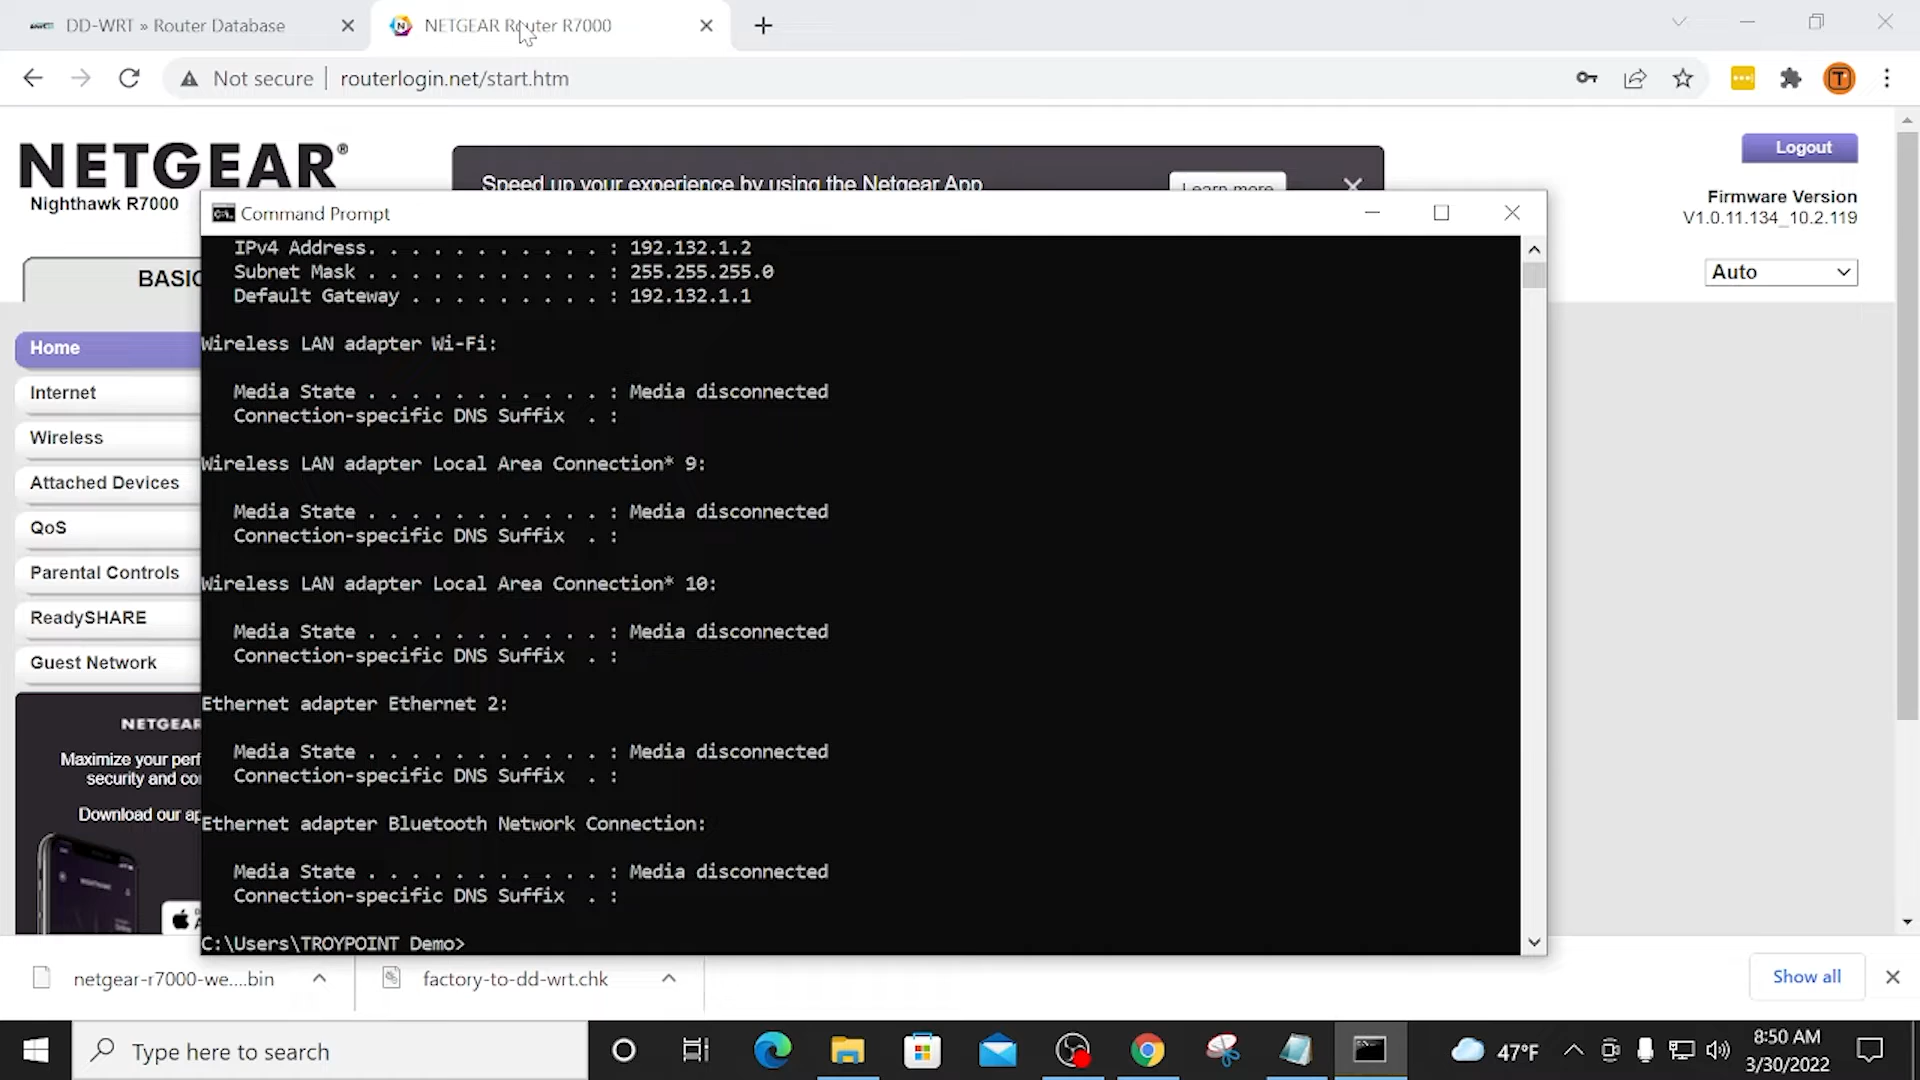 DD-WRT » Router Database
NETGEAR Router R7000
Not secure
routerlogin.net/start.htm
NETGEAR®
Nighthawk R7000
Speed up your experience by using the Netgear App
Learn more
Logout
Firmware Version
V1.0.11.134_10.2.119
Auto
BASIC
Home
Internet
Wireless
Attached Devices
QoS
Parental Controls
ReadySHARE
Guest Network
NETGEAR
Maximize your perf
security and co
Download our ap
Command Prompt
IPv4 Address. . . . . . . . . . . : 192.132.1.2
Subnet Mask . . . . . . . . . . . : 255.255.255.0
Default Gateway . . . . . . . . . : 192.132.1.1
Wireless LAN adapter Wi-Fi:
Media State . . . . . . . . . . . : Media disconnected
Connection-specific DNS Suffix  . :
Wireless LAN adapter Local Area Connection* 9:
Media State . . . . . . . . . . . : Media disconnected
Connection-specific DNS Suffix  . :
Wireless LAN adapter Local Area Connection* 10:
Media State . . . . . . . . . . . : Media disconnected
Connection-specific DNS Suffix  . :
Ethernet adapter Ethernet 2:
Media State . . . . . . . . . . . : Media disconnected
Connection-specific DNS Suffix  . :
Ethernet adapter Bluetooth Network Connection:
Media State . . . . . . . . . . . : Media disconnected
Connection-specific DNS Suffix  . :
C:\Users\TROYPOINT Demo>
netgear-r7000-we....bin
factory-to-dd-wrt.chk
Show all
Type here to search
47°F
8:50 AM
3/30/2022